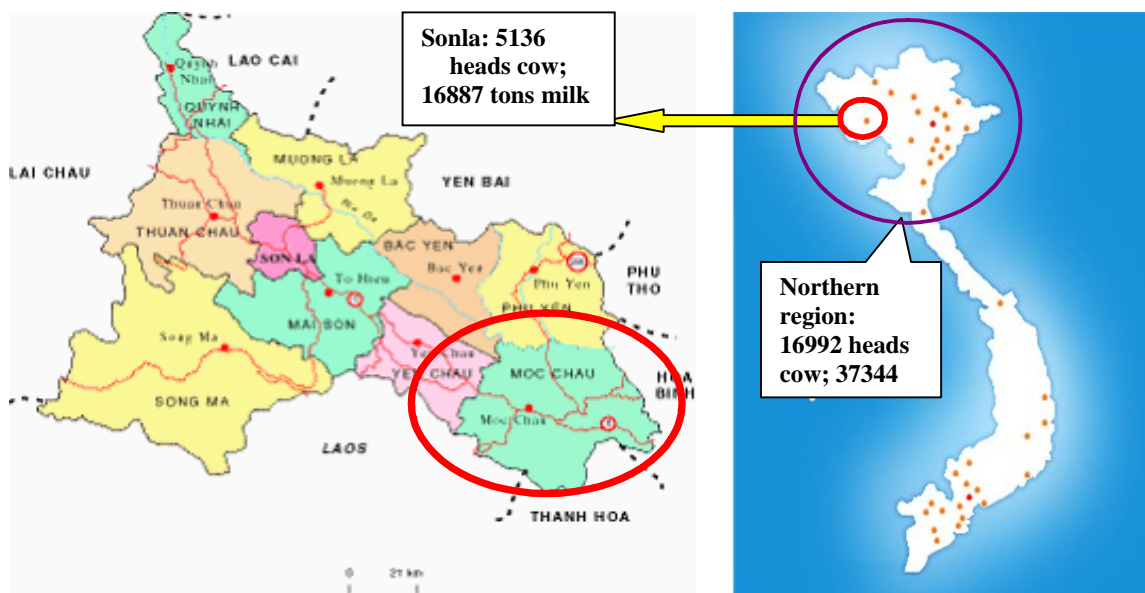 Sonla: 5136
heads cow;
16887 tons milk
Northern
region:
16992 heads
cow; 37344
LAO CAI
Quynh
Nhai
QUYNH
NHAI
LAI CHAU
MUONG LA
Muong La
YEN BAI
Thuan Chau
THUAN CHAU
SON LA
BAC YEN
Bac Yen
To Hieu
MAI SON
Phu Yen
PHU YEN
PHU
THO
Song Ma
SONG MA
Yen Chau
YEN CHAU
MOC CHAU
Moc Chau
HOA
BINH
LAOS
THANH HOA
0 21 km